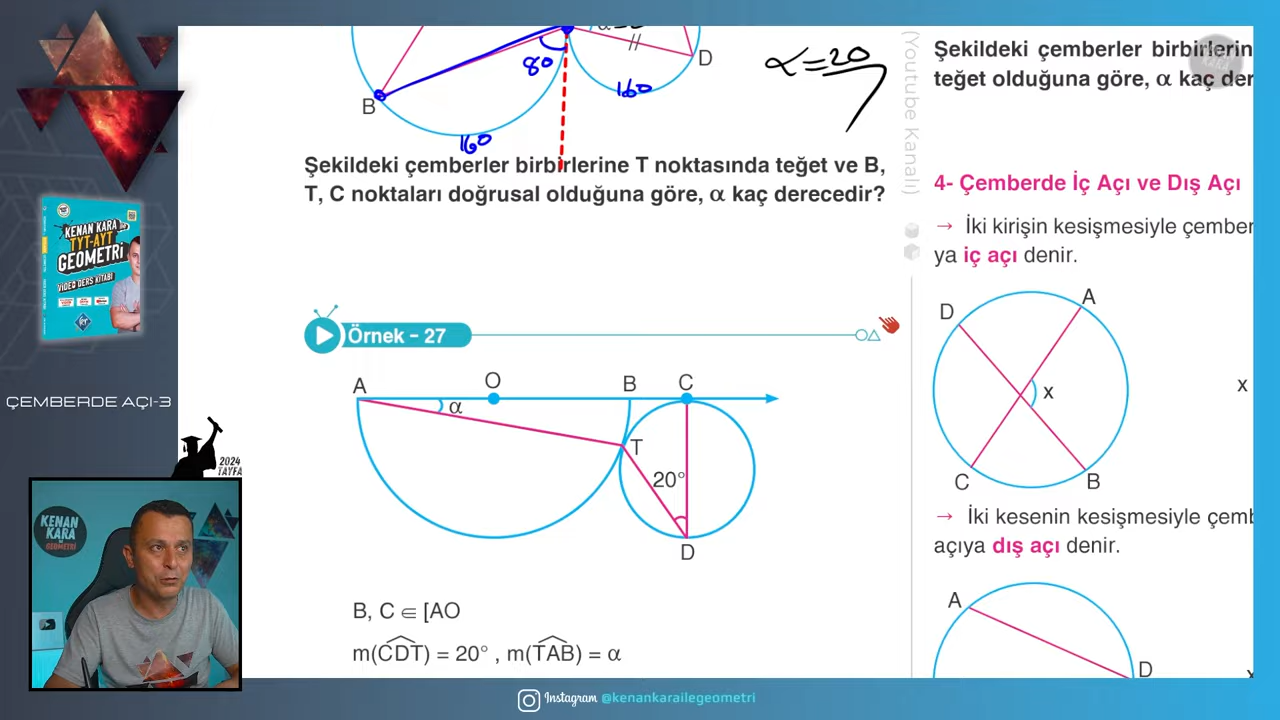 80
160
160
B
D
α=20
Şekildeki çemberler birbirlerine T noktasında teğet ve B,
T, C noktaları doğrusal olduğuna göre, α kaç derecedir?
Örnek - 27
A
O
B
C
α
T
20°
D
B, C ∈ [AO
m(CDT) = 20° , m(TAB) = α
(Youtube Kanalı)
Şekildeki çemberler birbirlerin
teğet olduğuna göre, α kaç der
4- Çemberde İç Açı ve Dış Açı
→ İki kirişin kesişmesiyle çember
ya iç açı denir.
D
A
x
x
C
B
→ İki kesenin kesişmesiyle çemb
açıya dış açı denir.
A
D
KENAN KARA
TYT-AYT
GEOMETRİ
VİDEO DERS KİTABI
ÇEMBERDE AÇI-3
2024
TAYFA
KENAN
KARA
GEOMETRİ
Instagram @kenankarailegeometri